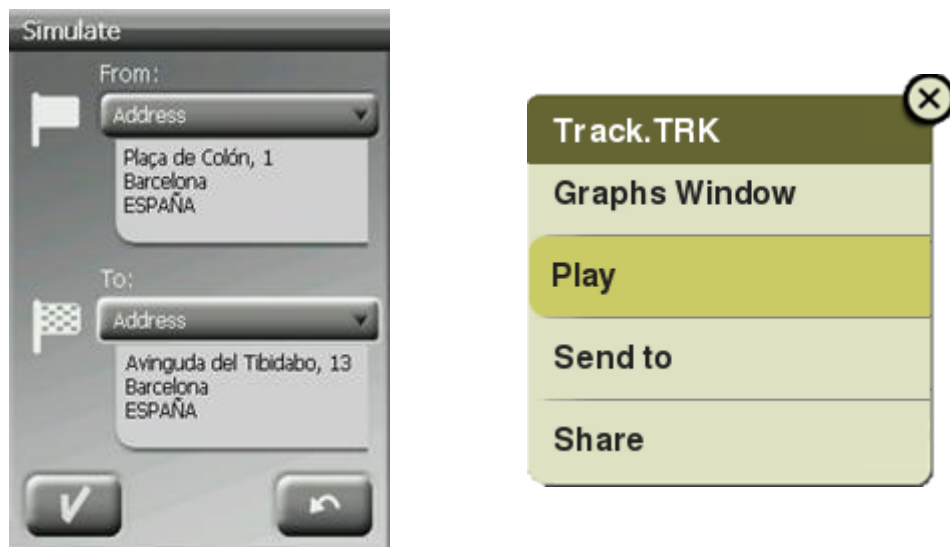 Simulate
From:
Address
Plaça de Colón, 1
Barcelona
ESPAÑA
To:
Address
Avinguda del Tibidabo, 13
Barcelona
ESPAÑA
Track.TRK
Graphs Window
Play
Send to
Share